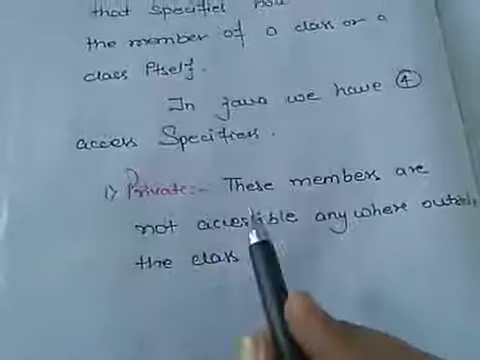 that specifies how
the member of a class or a
class Itself.
In java we have 4
access Specifiers.
1) Private:- These members are
not accessible anywhere outside
the class